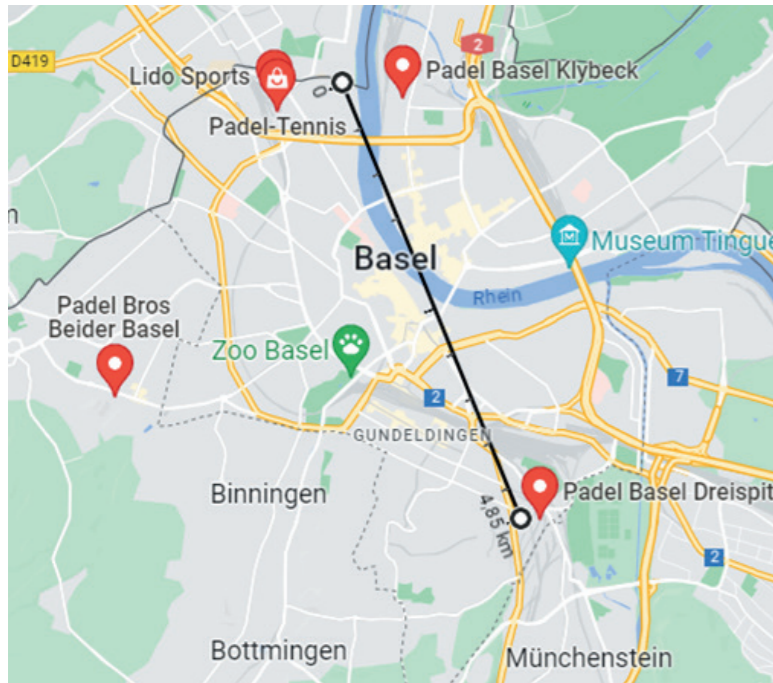 2
D419
Lido Sports
Padel Basel Klybeck
0
Padel-Tennis
m
Basel
Museum Tingue
Rhein
Padel Bros
Beider Basel
Zoo Basel
7
2
GUNDELDINGEN
Binningen
Padel Basel Dreispit
4,85 km
2
Bottmingen
Münchenstein